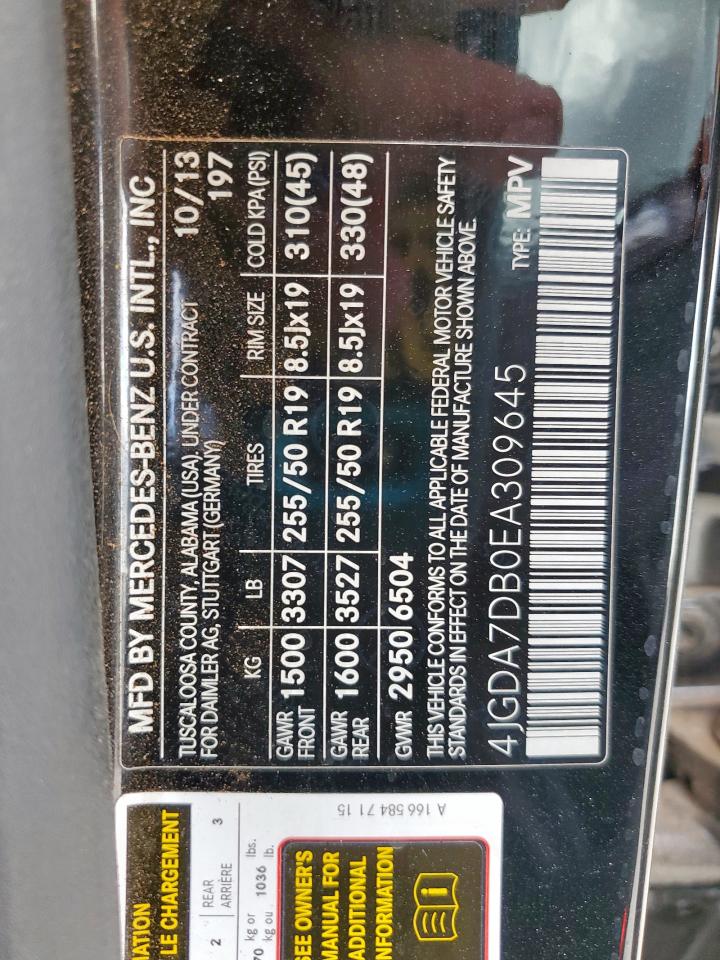 MFD BY MERCEDES-BENZ U.S. INTL., INC
TUSCALOOSA COUNTY, ALABAMA (USA), UNDER CONTRACT 10/13
FOR DAIMLER AG, STUTTGART (GERMANY) 197
KG LB TIRES RIM SIZE COLD KPA(PSI)
GAWR FRONT 1500 3307 255/50 R19 8.5Jx19 310(45)
GAWR REAR 1600 3527 255/50 R19 8.5Jx19 330(48)
GVWR 2950 6504
THIS VEHICLE CONFORMS TO ALL APPLICABLE FEDERAL MOTOR VEHICLE SAFETY
STANDARDS IN EFFECT ON THE DATE OF MANUFACTURE SHOWN ABOVE.
4JGDA7DB0EA309645 TYPE: MPV
A 166 584 71 15
LE CHARGEMENT
2 REAR 3
ARRIÈRE
kg or 1036 lbs.
kg ou lb.
SEE OWNER'S
MANUAL FOR
ADDITIONAL